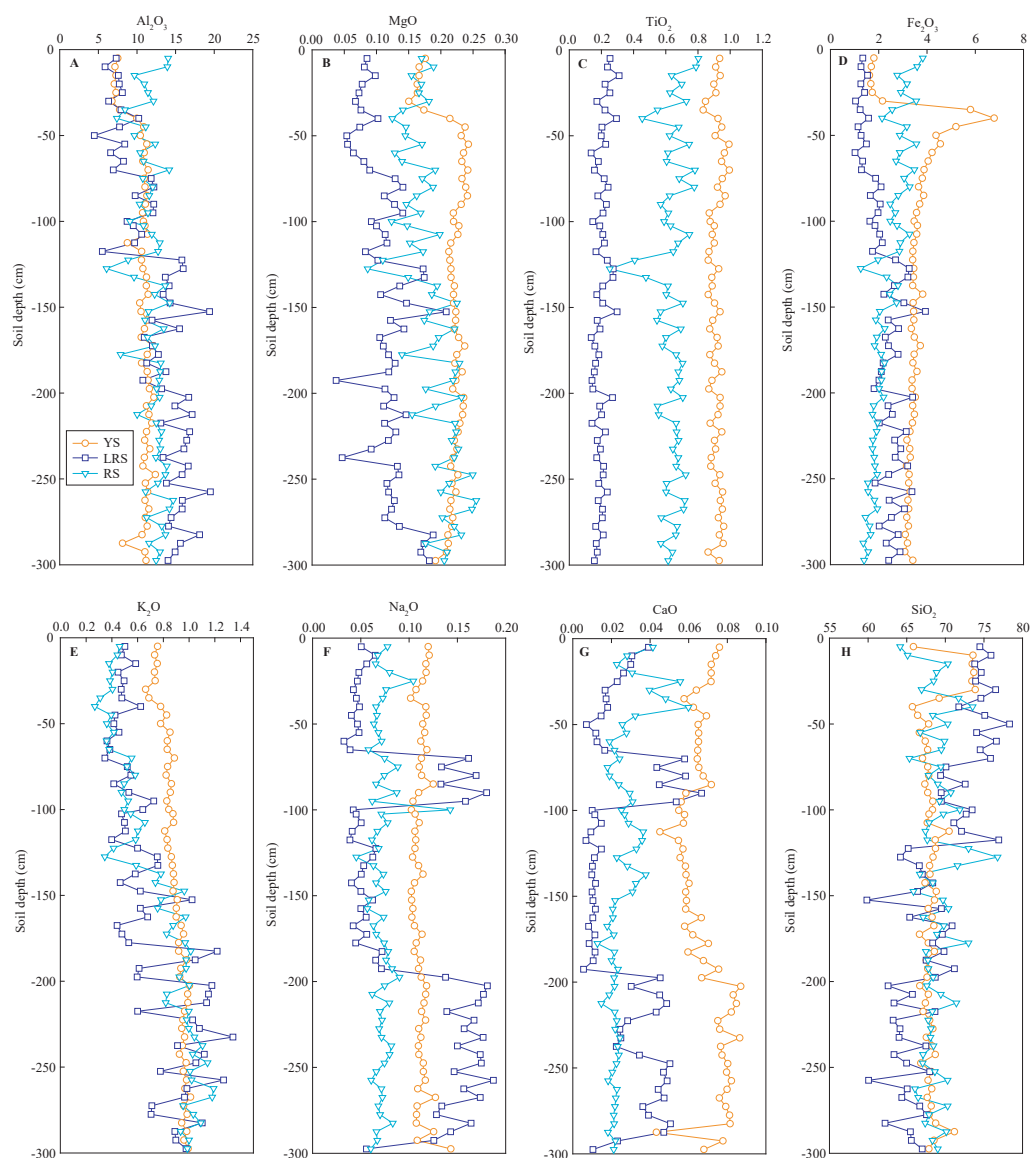 Al₂O₃ MgO TiO₂ Fe₂O₃
0 5 10 15 20 25 0.00 0.05 0.10 0.15 0.20 0.25 0.30 0.0 0.2 0.4 0.6 0.8 1.0 1.2 0 2 4 6 8
A B C D
0 0 0 0
-50 -50 -50 -50
-100 -100 -100 -100
-150 -150 -150 -150
-200 -200 -200 -200
-250 -250 -250 -250
-300 -300 -300 -300
Soil depth (cm) Soil depth (cm) Soil depth (cm) Soil depth (cm)
YS
LRS
RS
K₂O Na₂O CaO SiO₂
0.0 0.2 0.4 0.6 0.8 1.0 1.2 1.4 0.00 0.05 0.10 0.15 0.20 0.00 0.02 0.04 0.06 0.08 0.10 55 60 65 70 75 80
E F G H
0 0 0 0
-50 -50 -50 -50
-100 -100 -100 -100
-150 -150 -150 -150
-200 -200 -200 -200
-250 -250 -250 -250
-300 -300 -300 -300
Soil depth (cm) Soil depth (cm) Soil depth (cm) Soil depth (cm)